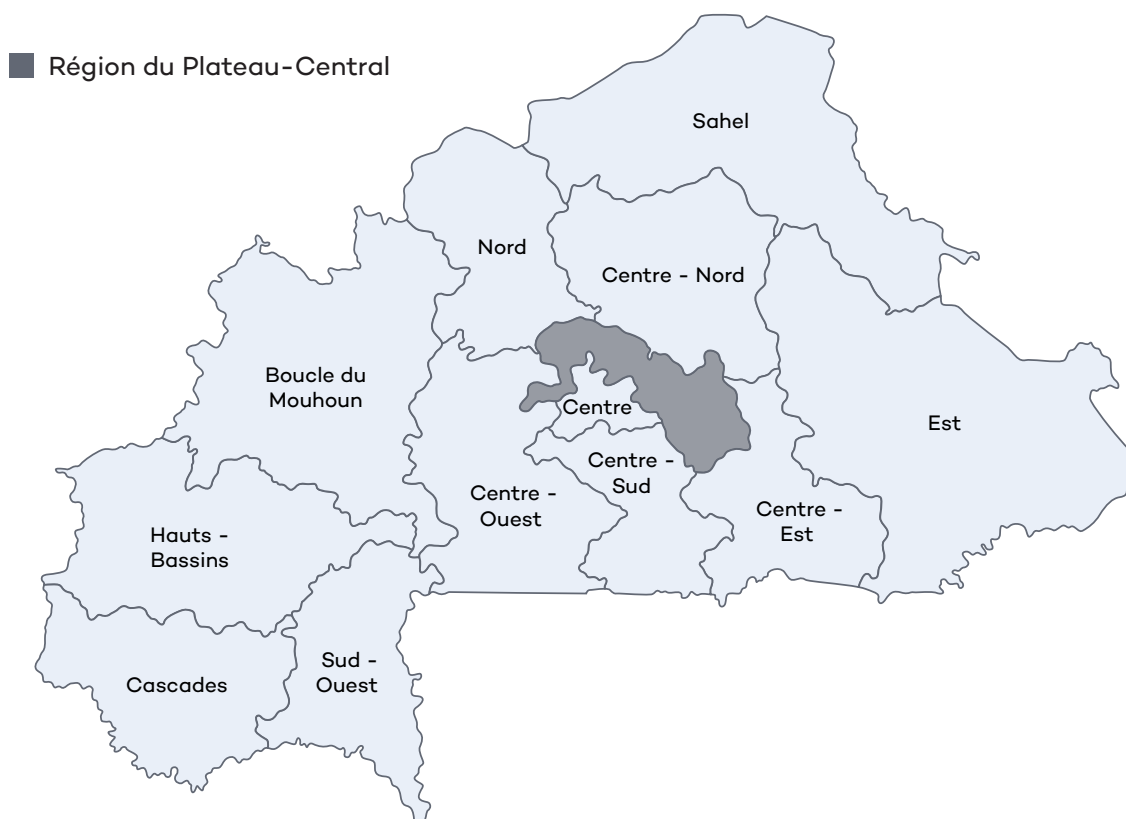 Région du Plateau-Central
Sahel
Nord
Centre - Nord
Boucle du
Mouhoun
Centre
Est
Centre -
Sud
Centre -
Ouest
Centre -
Est
Hauts -
Bassins
Sud -
Ouest
Cascades